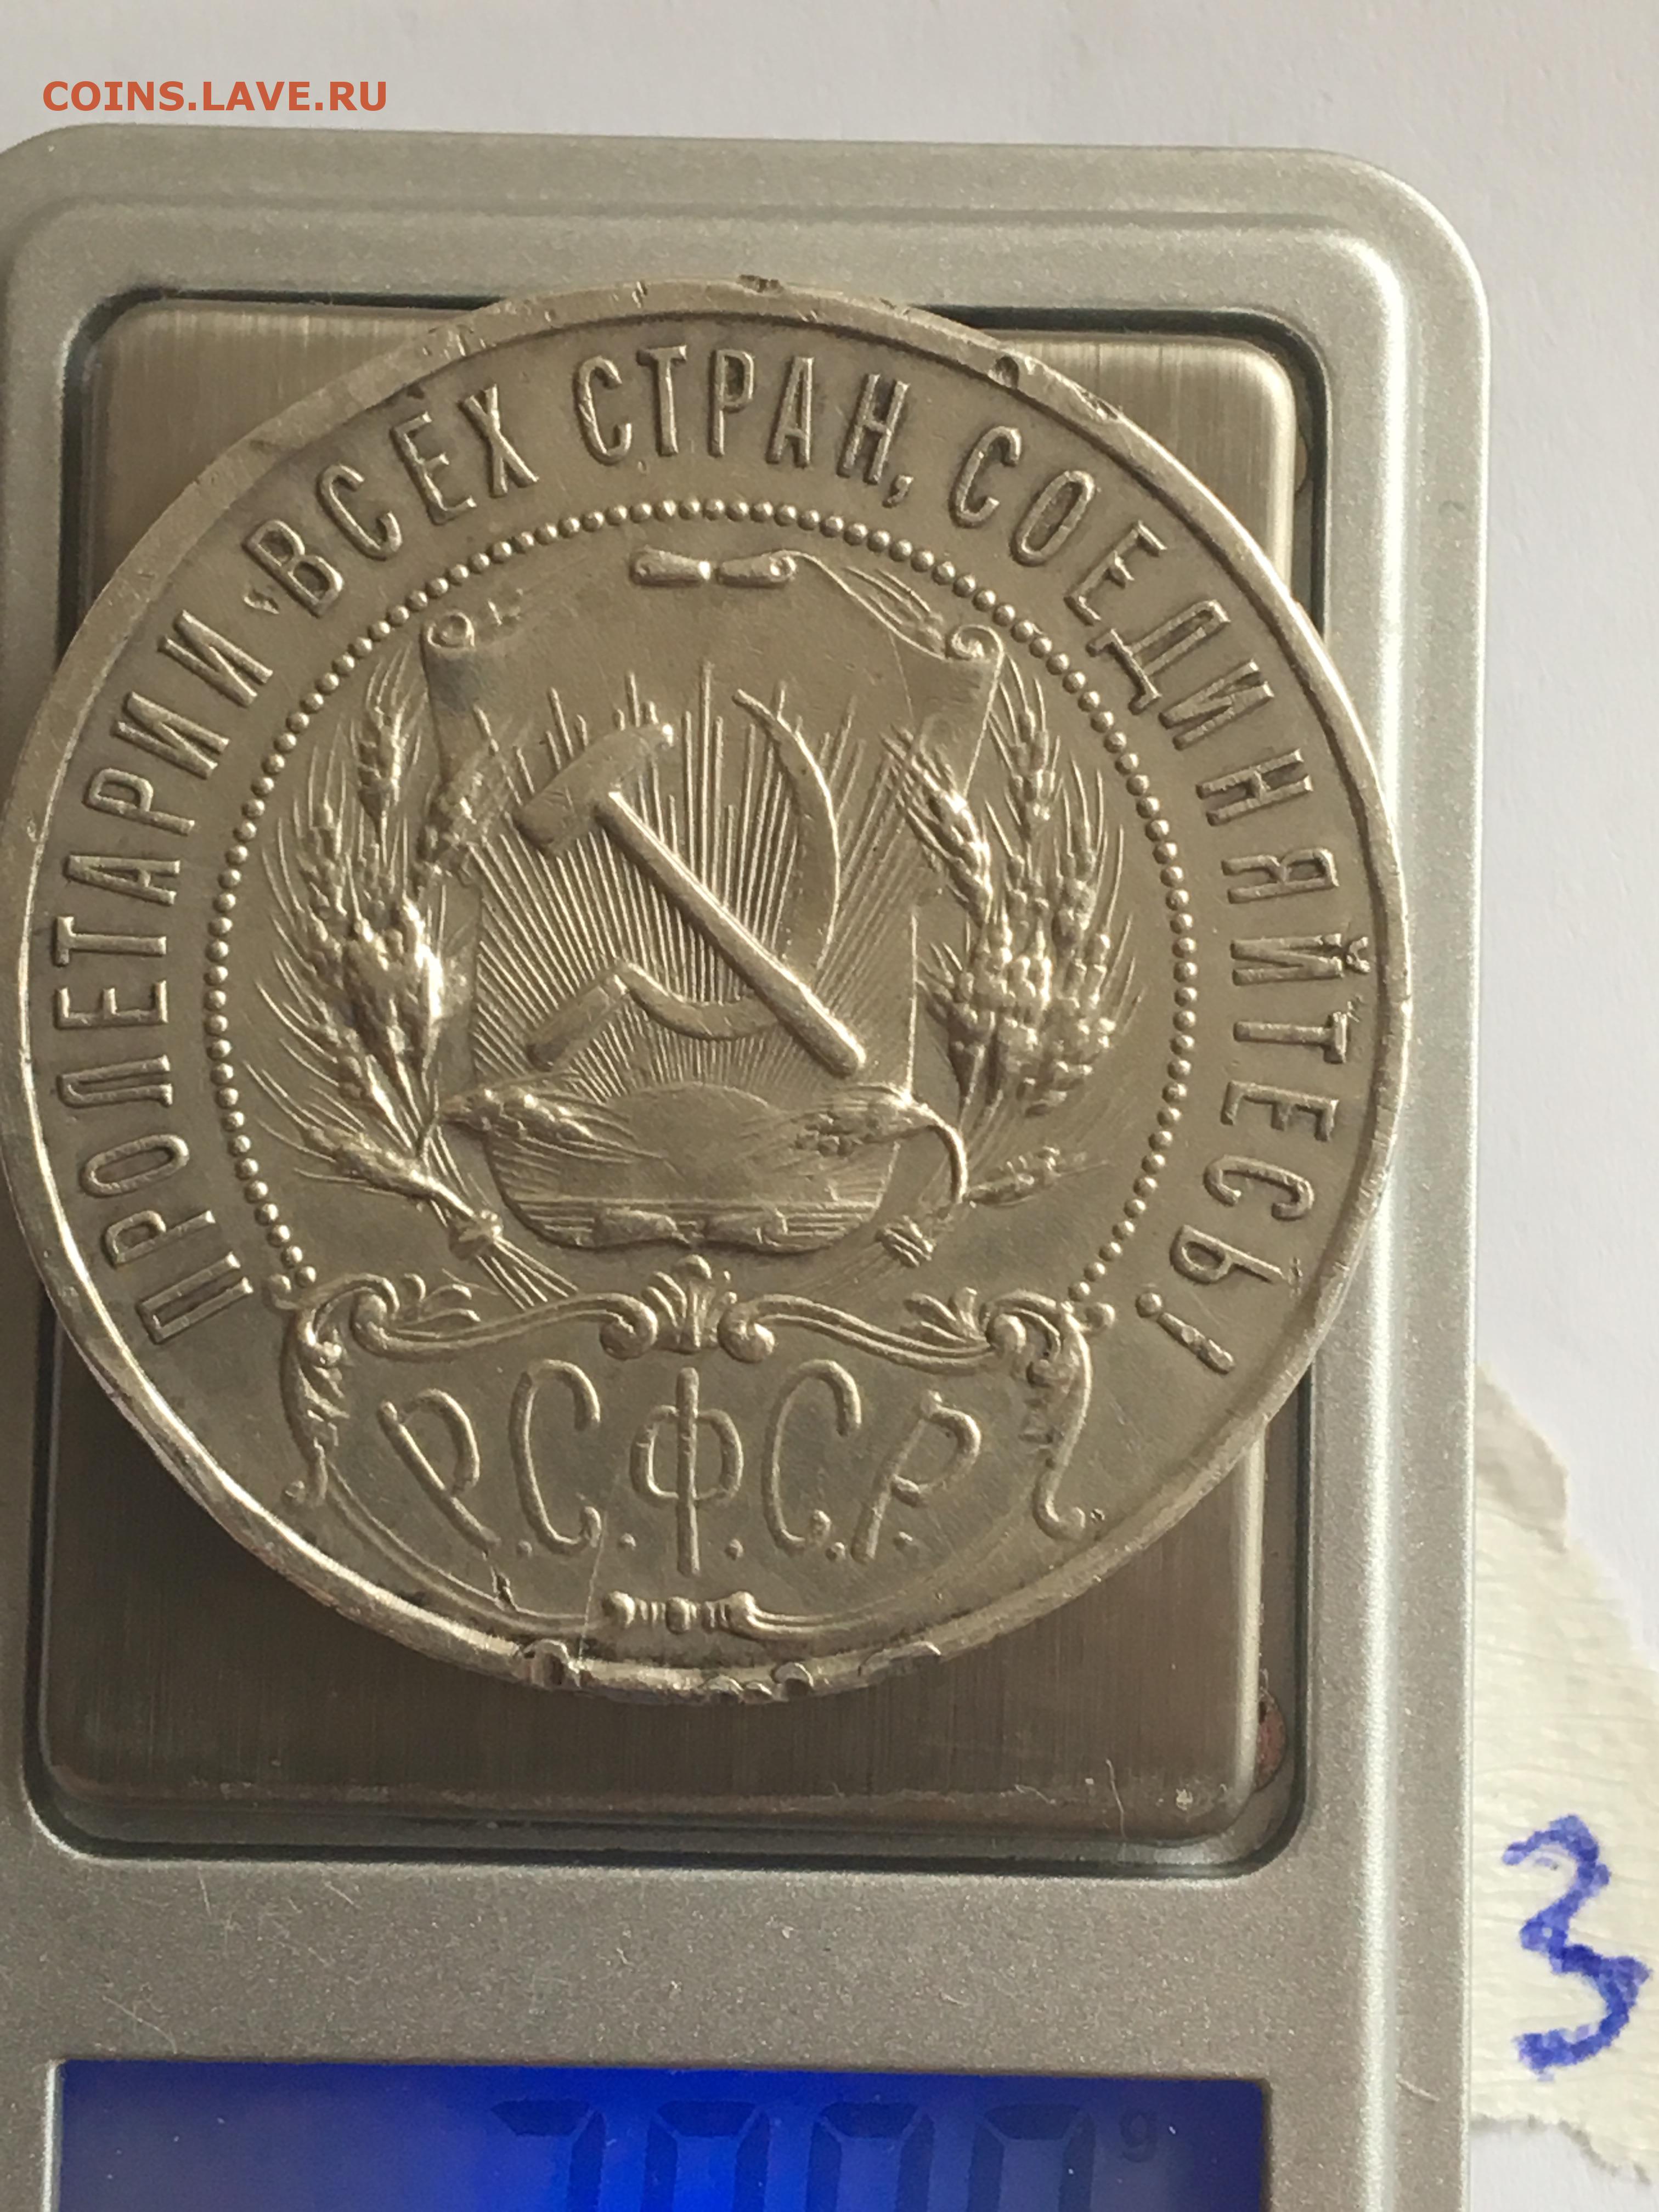 COINS.LAVE.RU
ПРОЛЕТАРИИ ВСЕХ СТРАН, СОЕДИНЯЙТЕСЬ!
Р.С.Ф.С.Р.
3
g